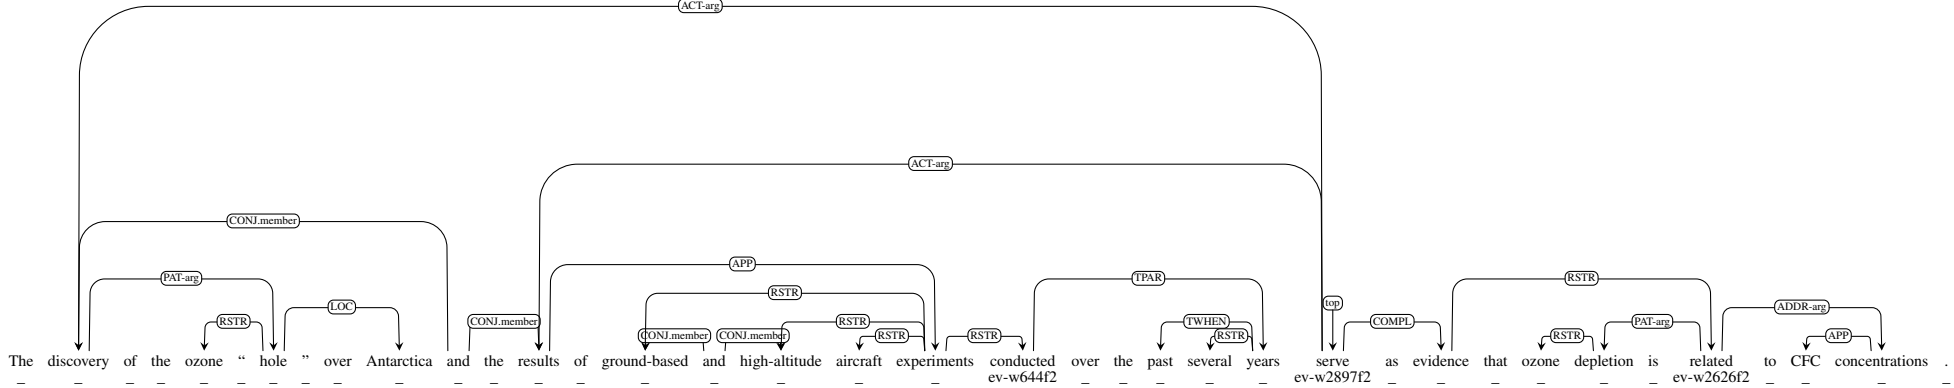 ACT-arg
ACT-arg
CONJ.member
APP
PAT-arg TPAR RSTR
RSTR
LOC top ADDR-arg
RSTR CONJ.member RSTR TWHEN COMPL PAT-arg
CONJ.member CONJ.member RSTR RSTR RSTR RSTR APP
The discovery of the ozone “ hole ” over Antarctica and the results of ground-based and high-altitude aircraft experiments conducted over the past several years serve as evidence that ozone depletion is related to CFC concentrations .
ev-w644f2 ev-w2897f2 ev-w2626f2
_ _ _ _ _ _ _ _ _ _ _ _ _ _ _ _ _ _ _ _ _ _ _ _ _ _ _ _ _ _ _ _ _ _